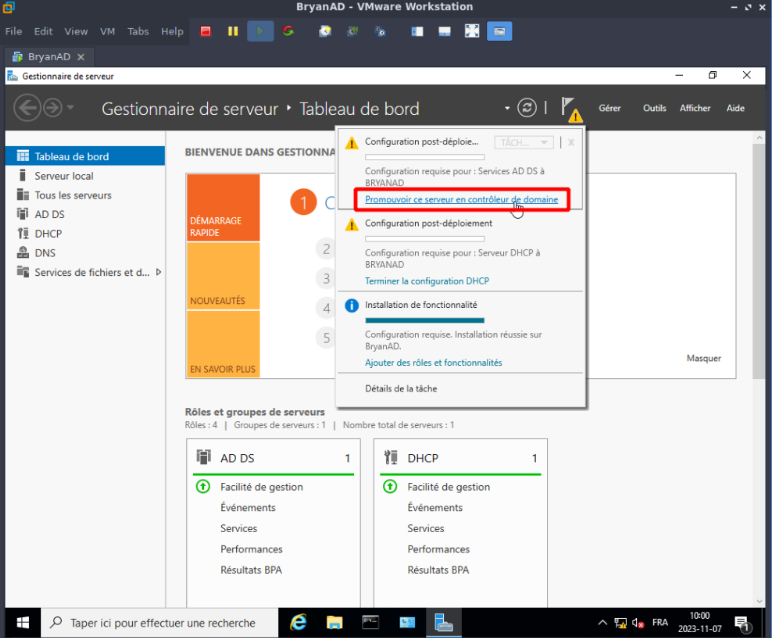 BryanAD - VMware Workstation
File Edit View VM Tabs Help
BryanAD
Gestionnaire de serveur
Gestionnaire de serveur • Tableau de bord
Gérer Outils Afficher Aide
Tableau de bord
Serveur local
Tous les serveurs
AD DS
DHCP
DNS
Services de fichiers et d...
BIENVENUE DANS GESTIONNA
DÉMARRAGE
RAPIDE
NOUVEAUTÉS
EN SAVOIR PLUS
1
2
3
4
5
Configuration post-déploie...
TÂCH...
X
Configuration requise pour : Services AD DS à
BRYANAD
Promouvoir ce serveur en contrôleur de domaine
Configuration post-déploiement
Configuration requise pour : Serveur DHCP à
BRYANAD
Terminer la configuration DHCP
Installation de fonctionnalité
Configuration requise. Installation réussie sur
BryanAD.
Ajouter des rôles et fonctionnalités
Détails de la tâche
Masquer
Rôles et groupes de serveurs
Rôles : 4 | Groupes de serveurs : 1 | Nombre total de serveurs : 1
AD DS 1
Facilité de gestion
Événements
Services
Performances
Résultats BPA
DHCP 1
Facilité de gestion
Événements
Services
Performances
Résultats BPA
Taper ici pour effectuer une recherche
FRA
10:00
2023-11-07
1